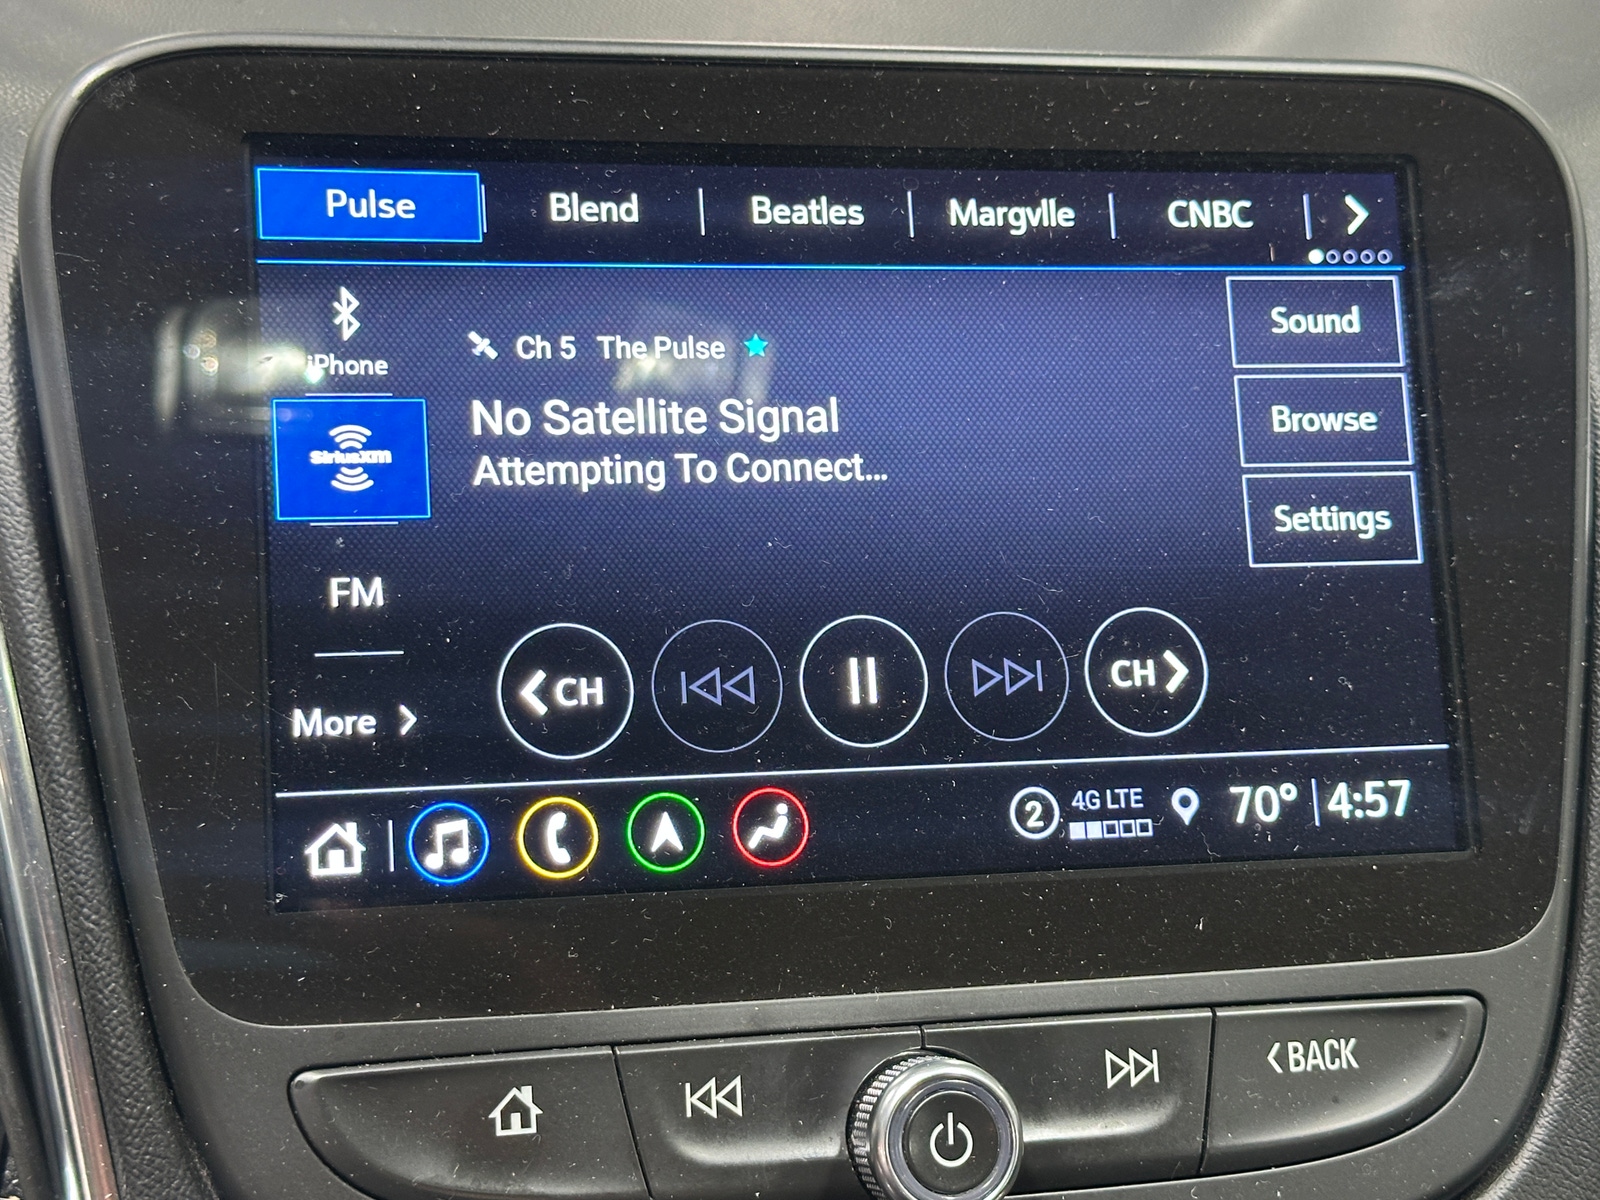 Pulse
Blend
Beatles
Margvlle
CNBC
iPhone
Ch 5 The Pulse
Sound
No Satellite Signal
Attempting To Connect...
Browse
SiriusXM
Settings
FM
CH
CH
More
2
4G LTE
70° 4:57
BACK